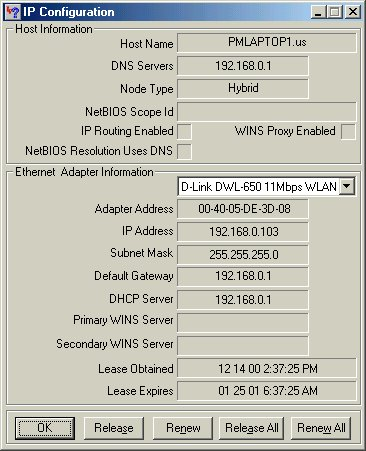 IP Configuration
Host Information
Host Name PMLAPTOP1.us
DNS Servers 192.168.0.1
Node Type Hybrid
NetBIOS Scope Id
IP Routing Enabled WINS Proxy Enabled
NetBIOS Resolution Uses DNS
Ethernet Adapter Information
D-Link DWL-650 11Mbps WLAN
Adapter Address 00-40-05-DE-3D-08
IP Address 192.168.0.103
Subnet Mask 255.255.255.0
Default Gateway 192.168.0.1
DHCP Server 192.168.0.1
Primary WINS Server
Secondary WINS Server
Lease Obtained 12 14 00 2:37:25 PM
Lease Expires 01 25 01 6:37:25 AM
OK Release Renew Release All Renew All